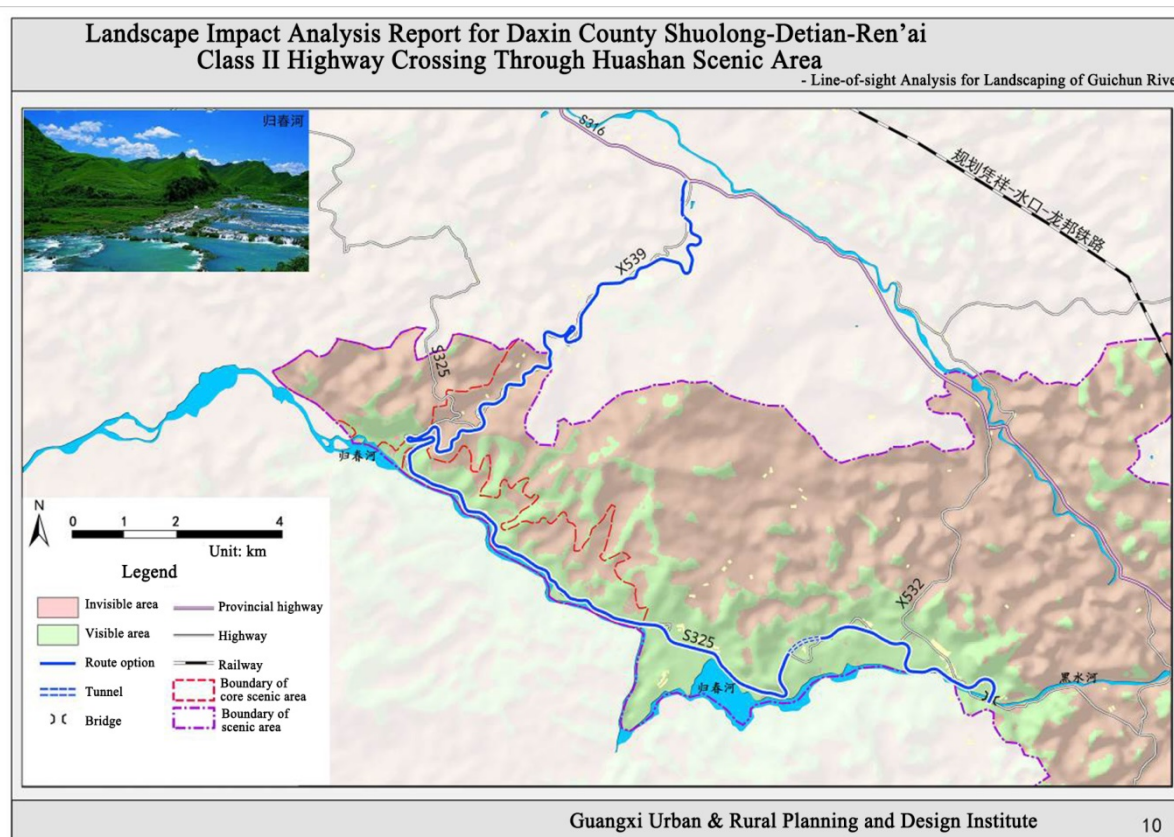 Landscape Impact Analysis Report for Daxin County Shuolong-Detian-Ren'ai
Class II Highway Crossing Through Huashan Scenic Area
- Line-of-sight Analysis for Landscaping of Guichun Rive
归春河
S316
规划凭祥-水口-龙邦铁路
X539
S325
归春河
X532
S325
归春河
黑水河
N
0 1 2 4
Unit: km
Legend
Invisible area
Provincial highway
Visible area
Highway
Route option
Railway
Tunnel
Boundary of
core scenic area
Bridge
Boundary of
scenic area
Guangxi Urban & Rural Planning and Design Institute
10